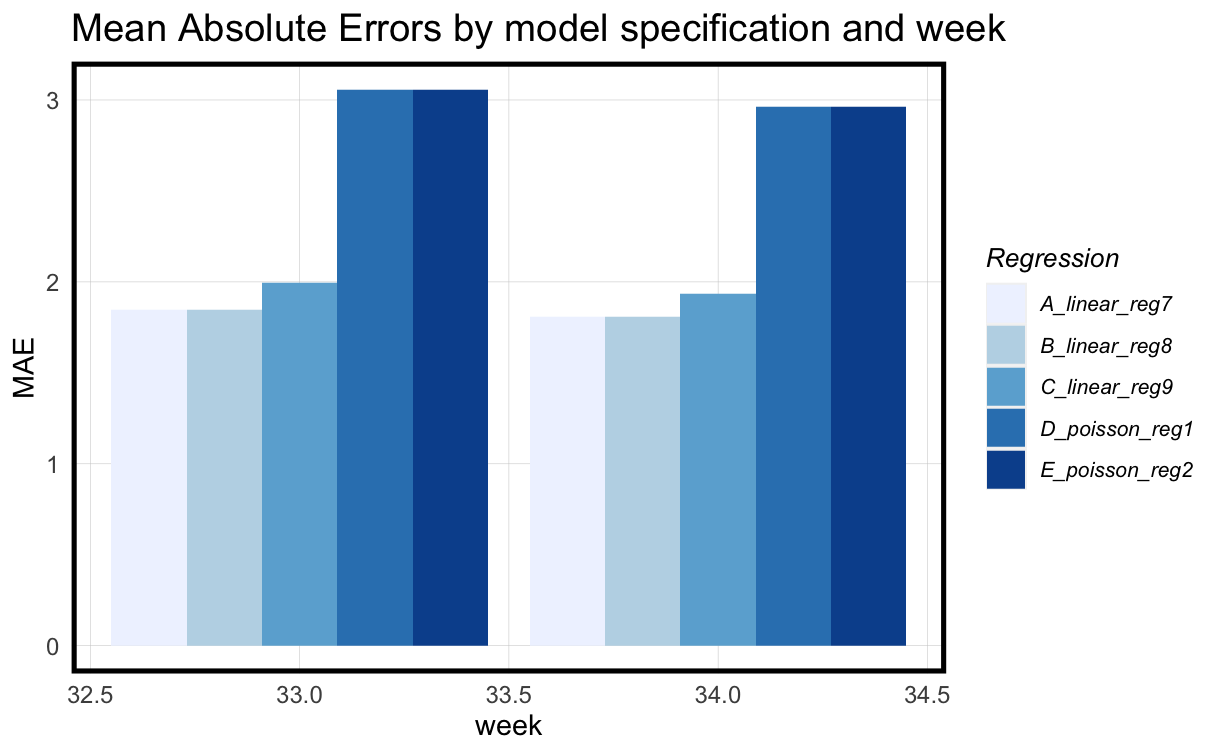 Mean Absolute Errors by model specification and week
3
2
1
0
MAE
32.5 33.0 33.5 34.0 34.5
week
Regression
A_linear_reg7
B_linear_reg8
C_linear_reg9
D_poisson_reg1
E_poisson_reg2